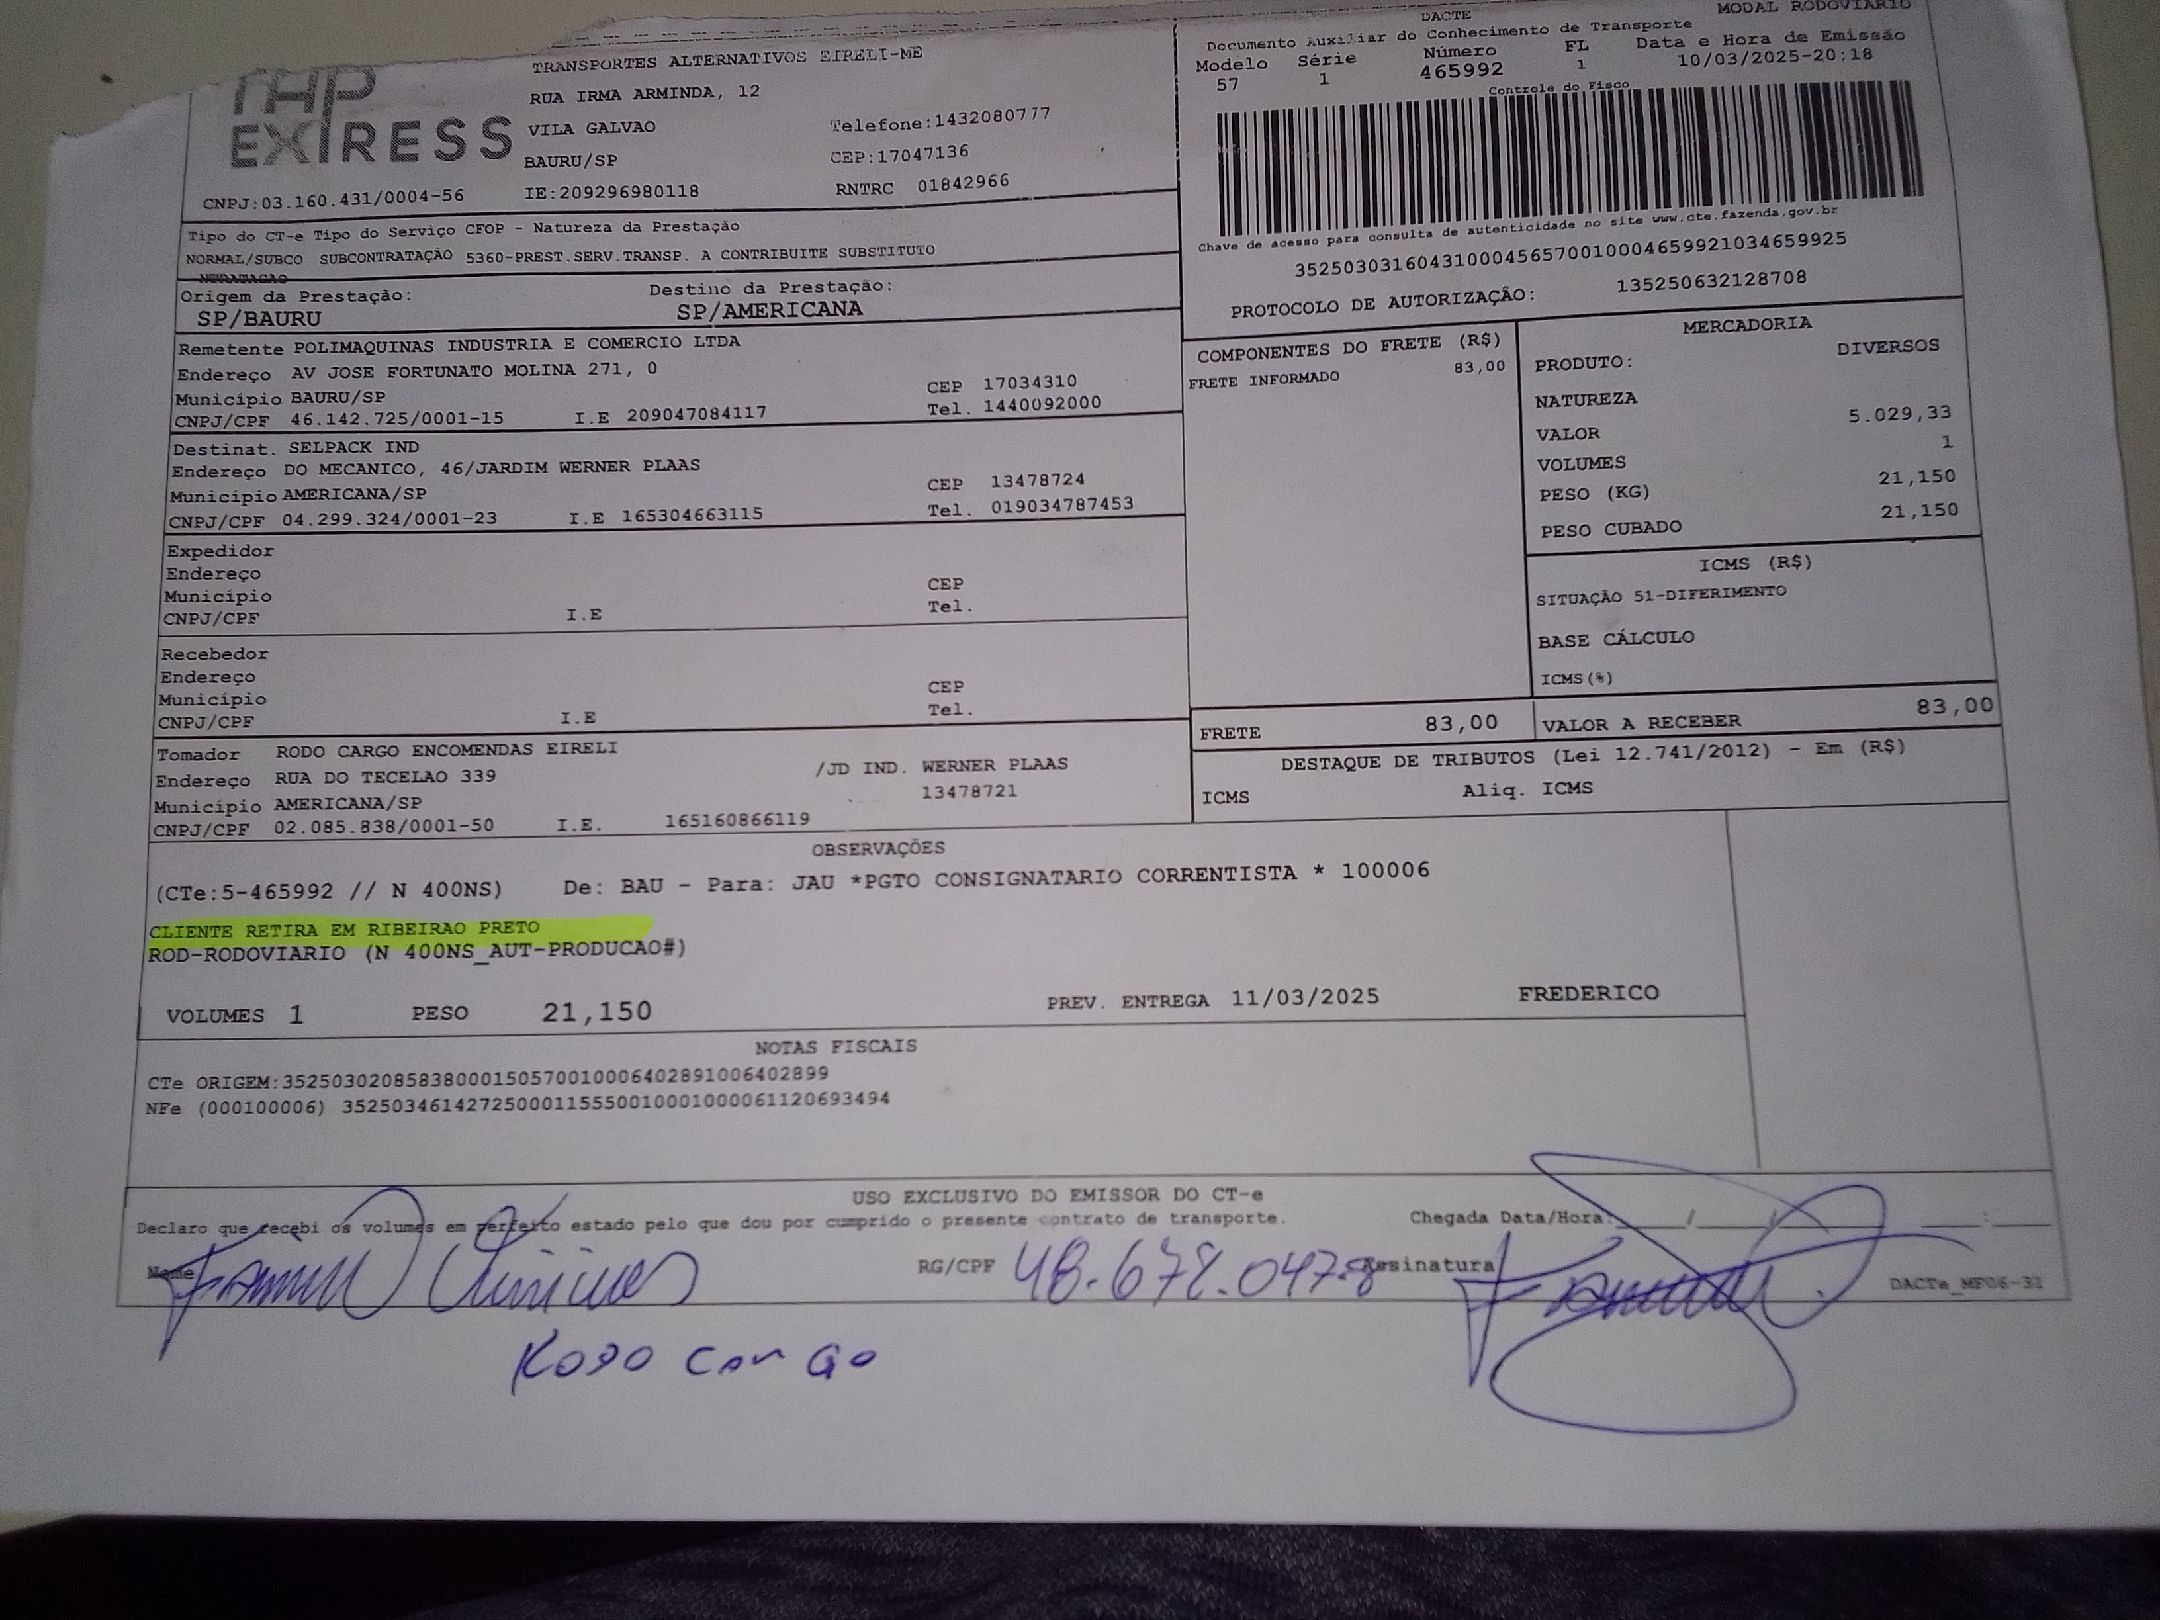 TRANSPORTES ALTERNATIVOS EIRELI-ME
RUA IRMA ARMINDA, 12
VILA GALVAO Telefone:1432080777
BAURU/SP CEP:17047136
CNPJ:03.160.431/0004-56 IE:209296980118 RNTRC 01842966
EXPRESS
DACTE MODAL RODOVIARIO
Documento Auxiliar do Conhecimento de Transporte
Modelo Série Número FL Data e Hora de Emissão
57 1 465992 1 10/03/2025-20:18
Controle do Fisco
Chave de acesso para consulta de autenticidade no site www.cte.fazenda.gov.br
35250303160431000456570010004659921034659925
PROTOCOLO DE AUTORIZAÇÃO: 135250632128708
Tipo do CT-e Tipo do Serviço CFOP - Natureza da Prestação
NORMAL/SUBCO SUBCONTRATAÇÃO 5360-PREST.SERV.TRANSP. A CONTRIBUITE SUBSTITUTO
Origem da Prestação: Destino da Prestação:
SP/BAURU SP/AMERICANA
Remetente POLIMAQUINAS INDUSTRIA E COMERCIO LTDA
Endereço AV JOSE FORTUNATO MOLINA 271, 0
Município BAURU/SP CEP 17034310
CNPJ/CPF 46.142.725/0001-15 I.E 209047084117 Tel. 1440092000
Destinat. SELPACK IND
Endereço DO MECANICO, 46/JARDIM WERNER PLAAS
Município AMERICANA/SP CEP 13478724
CNPJ/CPF 04.299.324/0001-23 I.E 165304663115 Tel. 019034787453
Expedidor
Endereço
Município CEP
CNPJ/CPF I.E Tel.
Recebedor
Endereço
Município CEP
CNPJ/CPF I.E Tel.
Tomador RODO CARGO ENCOMENDAS EIRELI
Endereço RUA DO TECELAO 339 /JD IND. WERNER PLAAS
Município AMERICANA/SP 13478721
CNPJ/CPF 02.085.838/0001-50 I.E. 165160866119
COMPONENTES DO FRETE (R$)
FRETE INFORMADO 83,00
MERCADORIA
PRODUTO: DIVERSOS
NATUREZA
VALOR 5.029,33
VOLUMES 1
PESO (KG) 21,150
PESO CUBADO 21,150
ICMS (R$)
SITUAÇÃO 51-DIFERIMENTO
BASE CÁLCULO
ICMS(%)
FRETE 83,00 VALOR A RECEBER 83,00
DESTAQUE DE TRIBUTOS (Lei 12.741/2012) - Em (R$)
ICMS Aliq. ICMS
OBSERVAÇÕES
(CTe:5-465992 // N 400NS) De: BAU - Para: JAU *PGTO CONSIGNATARIO CORRENTISTA * 100006
CLIENTE RETIRA EM RIBEIRAO PRETO
ROD-RODOVIARIO (N 400NS_AUT-PRODUCAO#)
VOLUMES 1 PESO 21,150 PREV. ENTREGA 11/03/2025 FREDERICO
NOTAS FISCAIS
CTe ORIGEM:35250302085838000150570010006402891006402899
NFe (000100006) 35250346142725000115550010001000061120693494
USO EXCLUSIVO DO EMISSOR DO CT-e
Declaro que recebi os volumes em perfeito estado pelo que dou por cumprido o presente contrato de transporte. Chegada Data/Hora:___/___/___ ___:___
Nome RG/CPF 48.678.047-8 Assinatura
DACTe_MF06-31
RODO CARGO